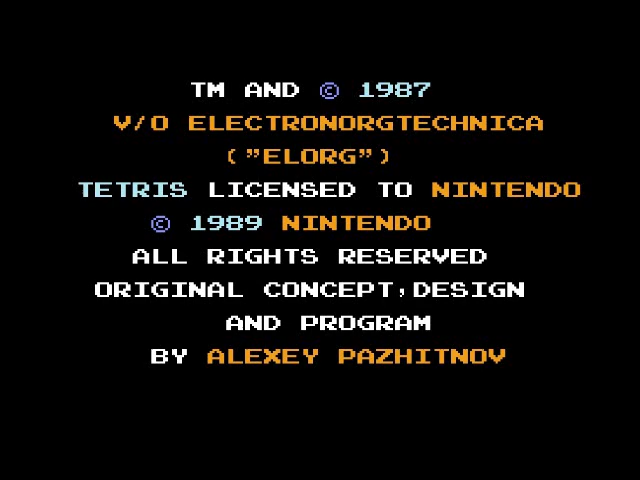 TM AND © 1987
V/O ELECTRONORGTECHNICA
("ELORG")
TETRIS LICENSED TO NINTENDO
© 1989 NINTENDO
ALL RIGHTS RESERVED
ORIGINAL CONCEPT,DESIGN
AND PROGRAM
BY ALEXEY PAZHITNOV